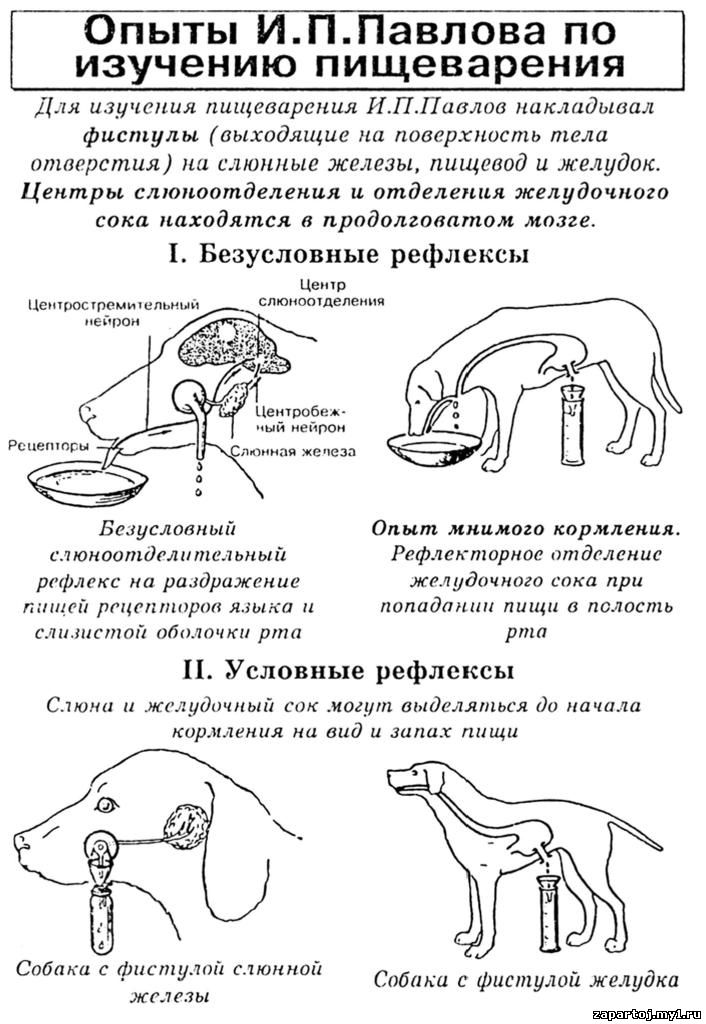 Опыты И.П.Павлова по
изучению пищеварения
Для изучения пищеварения И.П.Павлов накладывал
фистулы (выходящие на поверхность тела
отверстия) на слюнные железы, пищевод и желудок.
Центры слюноотделения и отделения желудочного
сока находятся в продолговатом мозге.
I. Безусловные рефлексы
Центростремительный
нейрон
Центр
слюноотделения
Центробеж-
ный нейрон
Рецепторы
Слюнная железа
Безусловный
слюноотделительный
рефлекс на раздражение
пищей рецепторов языка и
слизистой оболочки рта
Опыт мнимого кормления.
Рефлекторное отделение
желудочного сока при
попадании пищи в полость
рта
II. Условные рефлексы
Слюна и желудочный сок могут выделяться до начала
кормления на вид и запах пищи
Собака с фистулой слюнной
железы
Собака с фистулой желудка
zapartoj.my1.ru